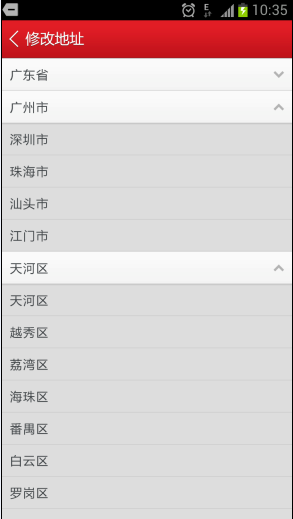 E 10:35
修改地址
广东省
广州市
深圳市
珠海市
汕头市
江门市
天河区
天河区
越秀区
荔湾区
海珠区
番禺区
白云区
罗岗区